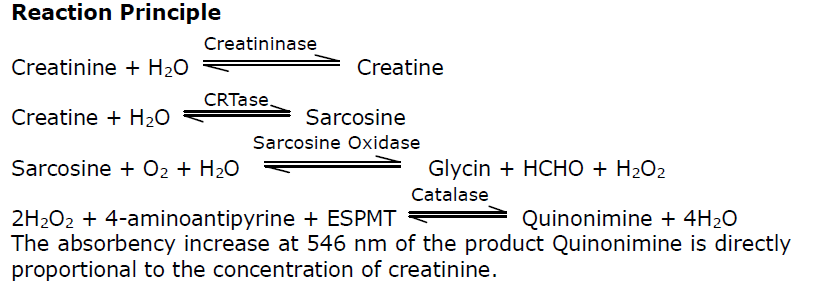 Reaction Principle
Creatininase
Creatinine + H₂O ⇌ Creatine
CRTase
Creatine + H₂O ⇌ Sarcosine
Sarcosine Oxidase
Sarcosine + O₂ + H₂O ⇌ Glycin + HCHO + H₂O₂
Catalase
2H₂O₂ + 4-aminoantipyrine + ESPMT ⇌ Quinonimine + 4H₂O
The absorbency increase at 546 nm of the product Quinonimine is directly
proportional to the concentration of creatinine.